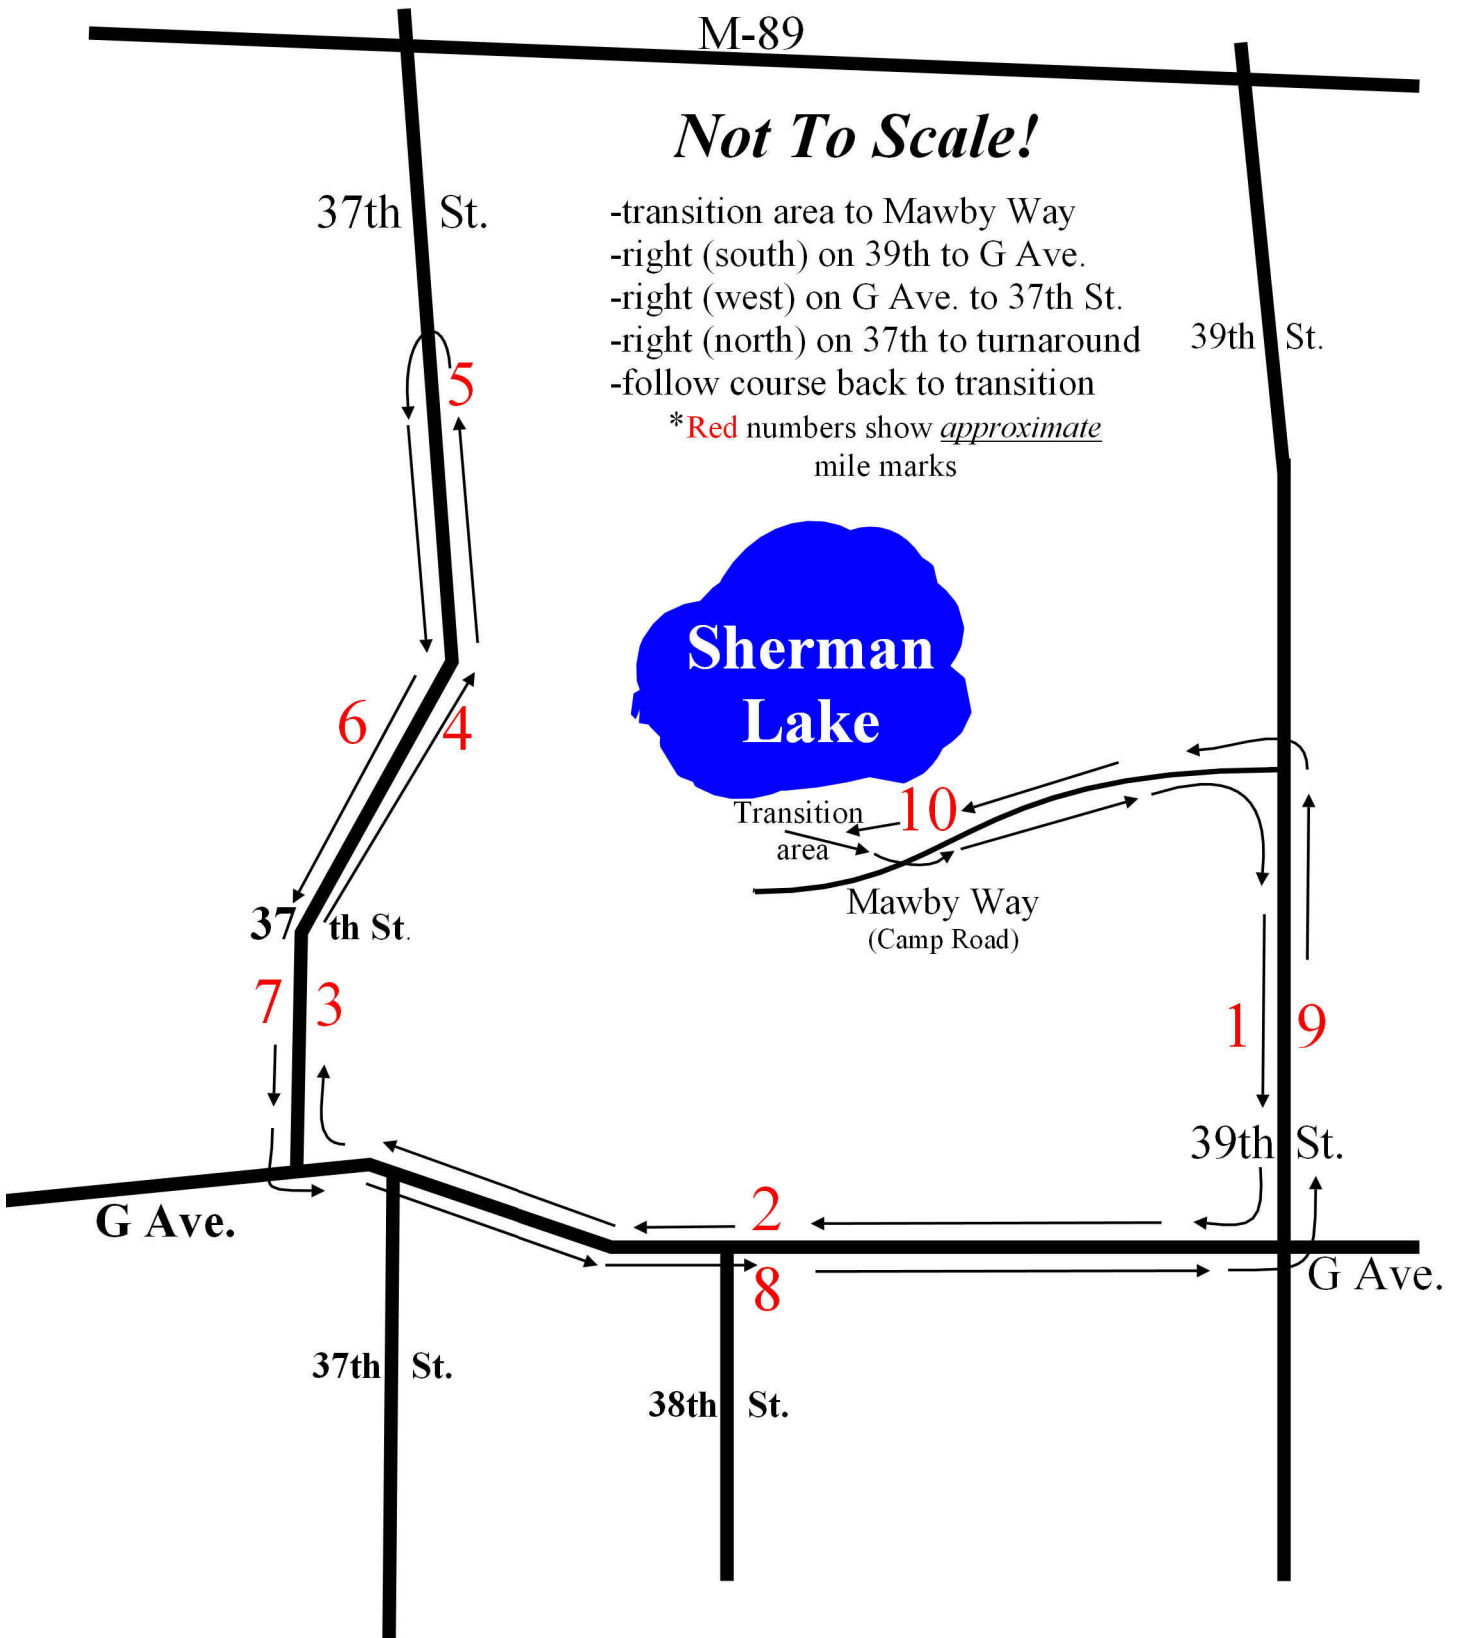 M-89
Not To Scale!
37th St.
-transition area to Mawby Way
-right (south) on 39th to G Ave.
-right (west) on G Ave. to 37th St.
-right (north) on 37th to turnaround
39th St.
-follow course back to transition
5
*Red numbers show approximate
mile marks
Sherman
Lake
6
4
10
Transition
area
Mawby Way
(Camp Road)
37 th St.
7
3
1
9
39th St.
2
G Ave.
8
G Ave.
37th St.
38th St.